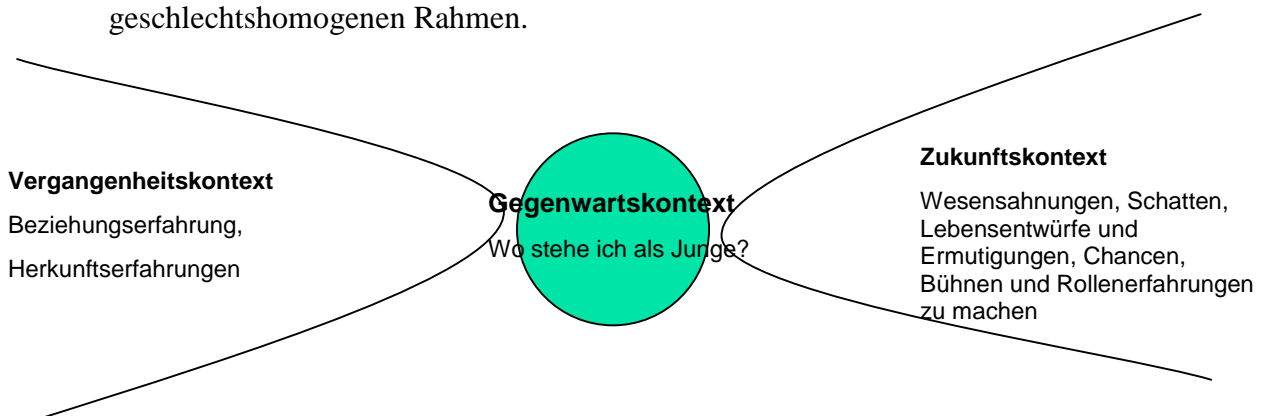 geschlechtshomogenen Rahmen.
Vergangenheitskontext
Beziehungserfahrung,
Herkunftserfahrungen
Gegenwartskontext
Wo stehe ich als Junge?
Zukunftskontext
Wesensahnungen, Schatten,
Lebensentwürfe und
Ermutigungen, Chancen,
Bühnen und Rollenerfahrungen
zu machen